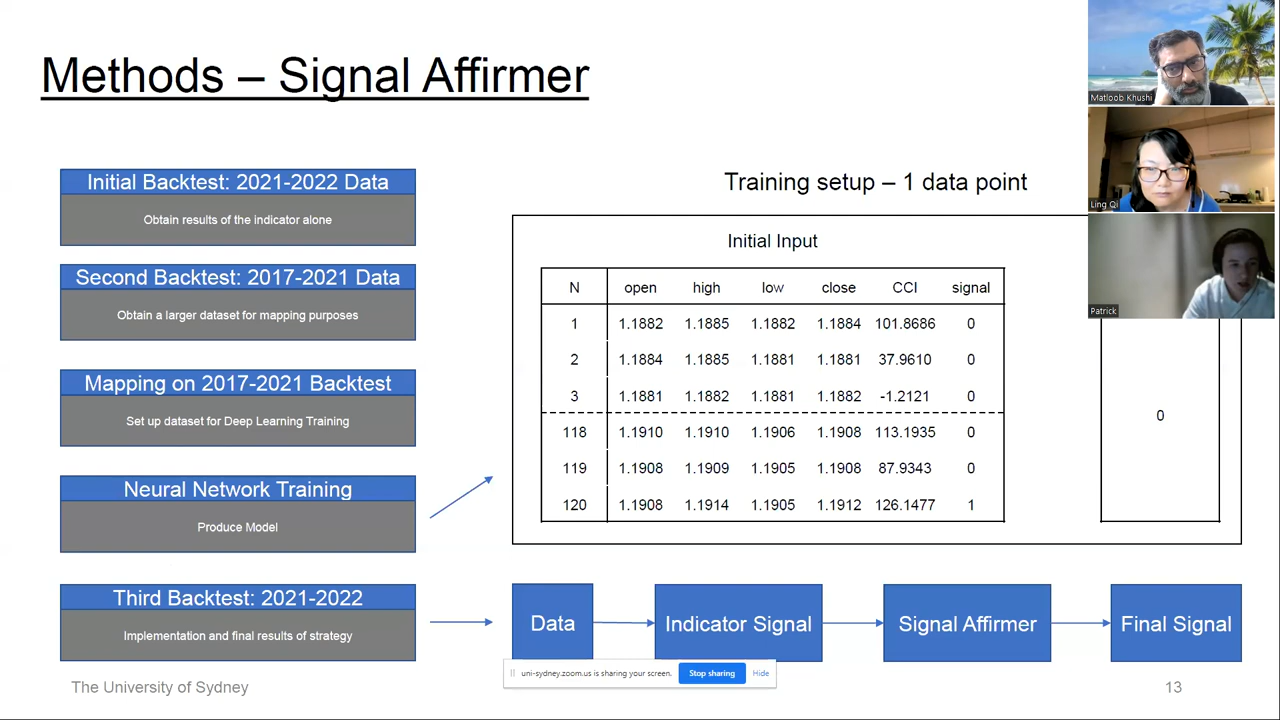 Methods – Signal Affirmer
Matloob Khushi
Ling Qi
Patrick
Initial Backtest: 2021-2022 Data
Obtain results of the indicator alone
Second Backtest: 2017-2021 Data
Obtain a larger dataset for mapping purposes
Mapping on 2017-2021 Backtest
Set up dataset for Deep Learning Training
Neural Network Training
Produce Model
Third Backtest: 2021-2022
Implementation and final results of strategy
Training setup – 1 data point
Initial Input
N open high low close CCI signal
1 1.1882 1.1885 1.1882 1.1884 101.8686 0
2 1.1884 1.1885 1.1881 1.1881 37.9610 0
3 1.1881 1.1882 1.1881 1.1882 -1.2121 0
118 1.1910 1.1910 1.1906 1.1908 113.1935 0
119 1.1908 1.1909 1.1905 1.1908 87.9343 0
120 1.1908 1.1914 1.1905 1.1912 126.1477 1
0
Data
Indicator Signal
Signal Affirmer
Final Signal
uni-sydney.zoom.us is sharing your screen. Stop sharing Hide
The University of Sydney
13